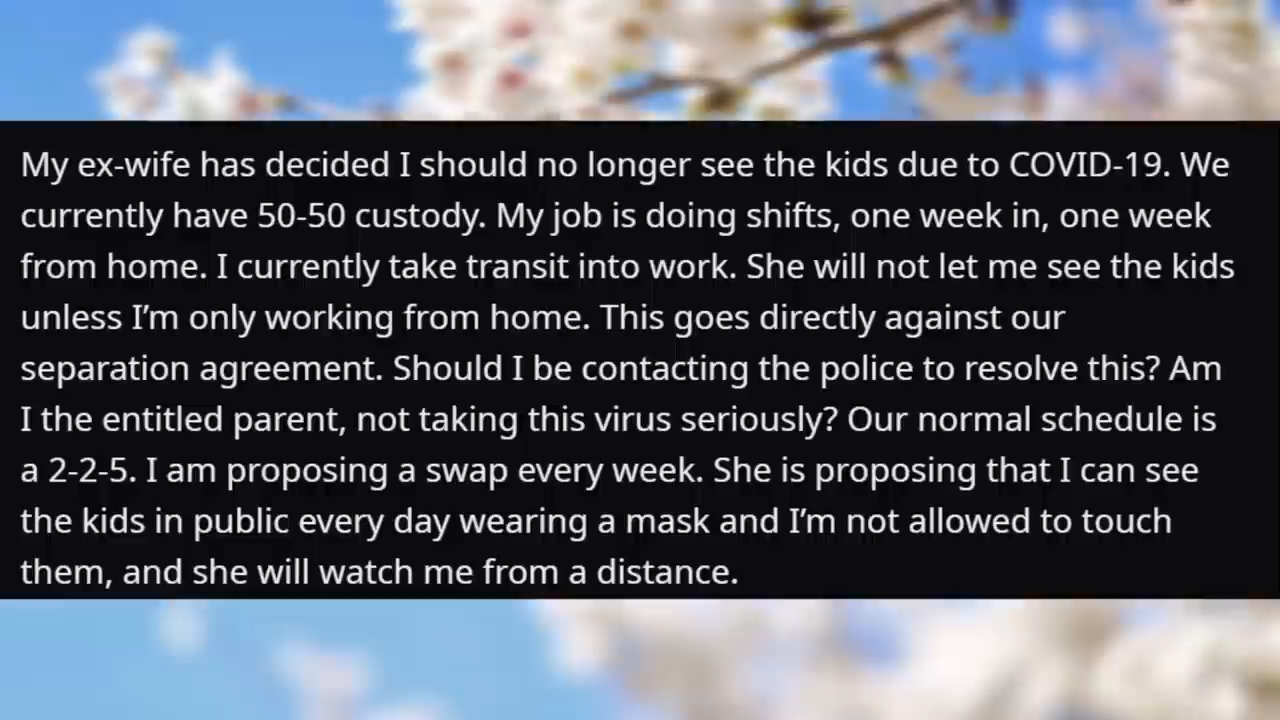 My ex-wife has decided I should no longer see the kids due to COVID-19. We
currently have 50-50 custody. My job is doing shifts, one week in, one week
from home. I currently take transit into work. She will not let me see the kids
unless I’m only working from home. This goes directly against our
separation agreement. Should I be contacting the police to resolve this? Am
I the entitled parent, not taking this virus seriously? Our normal schedule is
a 2-2-5. I am proposing a swap every week. She is proposing that I can see
the kids in public every day wearing a mask and I’m not allowed to touch
them, and she will watch me from a distance.